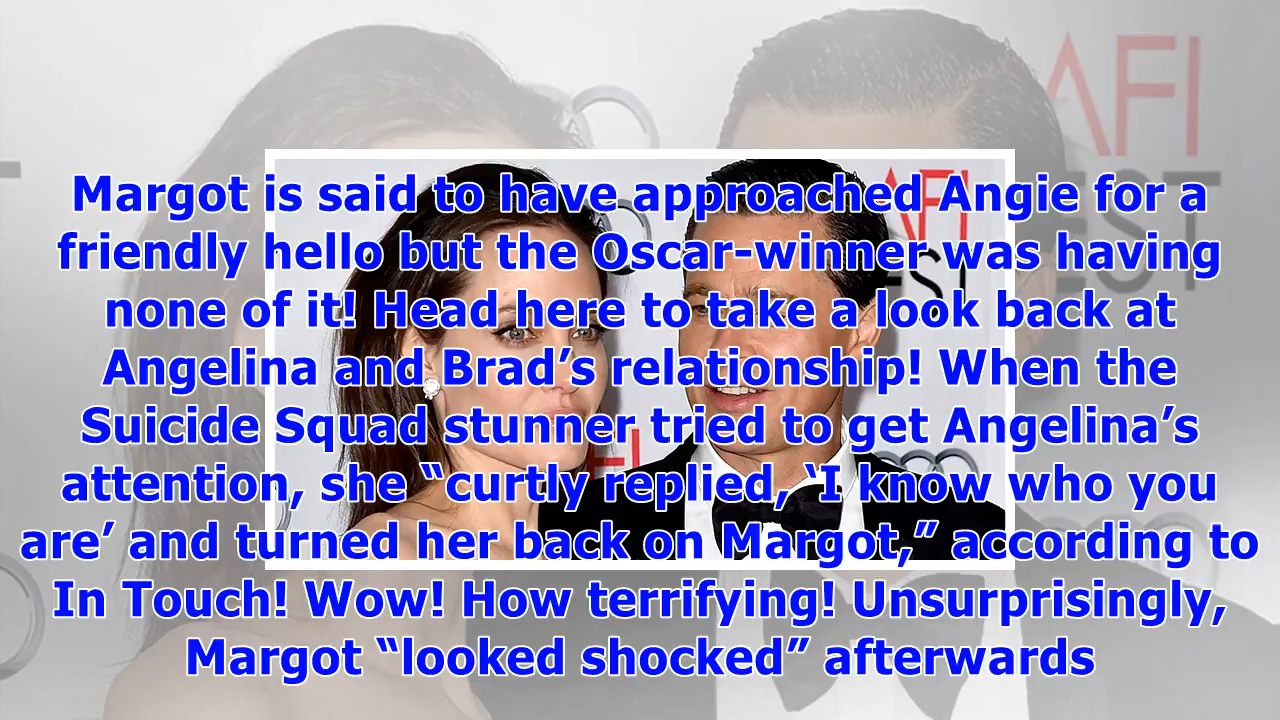 Margot is said to have approached Angie for a
friendly hello but the Oscar-winner was having
none of it! Head here to take a look back at
Angelina and Brad’s relationship! When the
Suicide Squad stunner tried to get Angelina’s
attention, she “curtly replied, ‘I know who you
are’ and turned her back on Margot,” according to
In Touch! Wow! How terrifying! Unsurprisingly,
Margot “looked shocked” afterwards
AFI
FEST
AFI